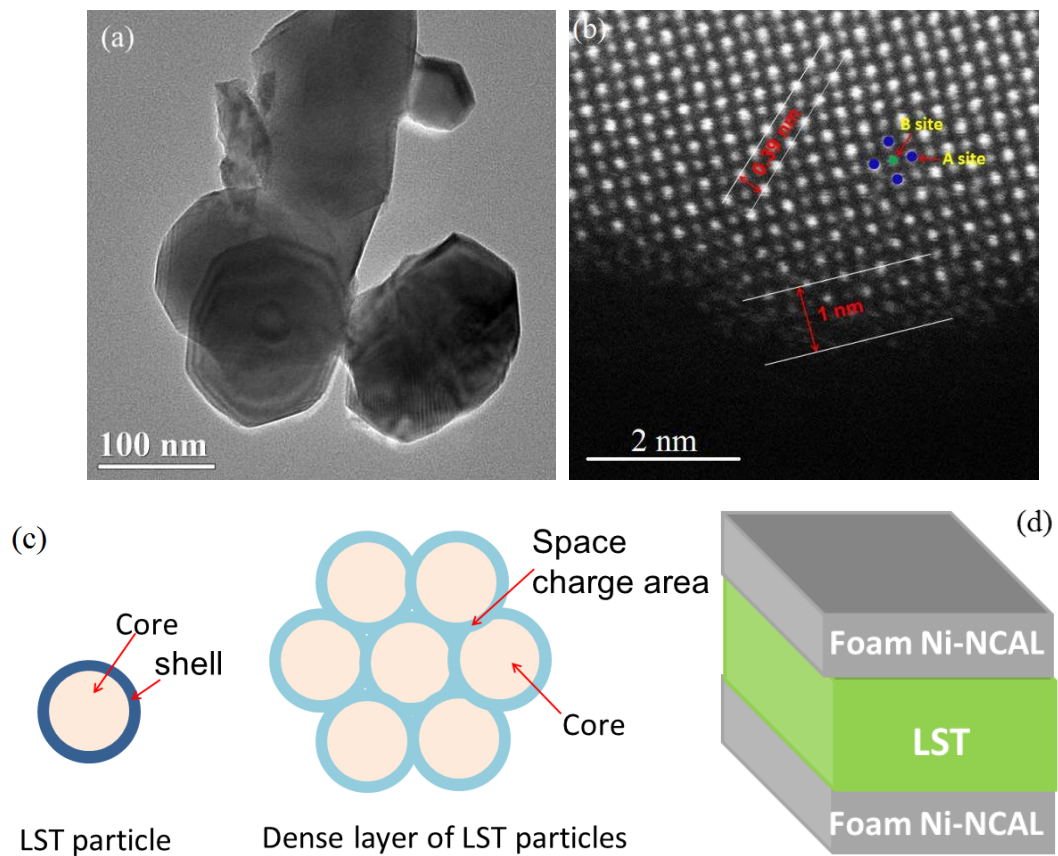 (a)
100 nm
(b)
B site
A site
0.39 nm
1 nm
2 nm
(c)
Core
shell
LST particle
Space
charge area
Core
Dense layer of LST particles
(d)
Foam Ni-NCAL
LST
Foam Ni-NCAL